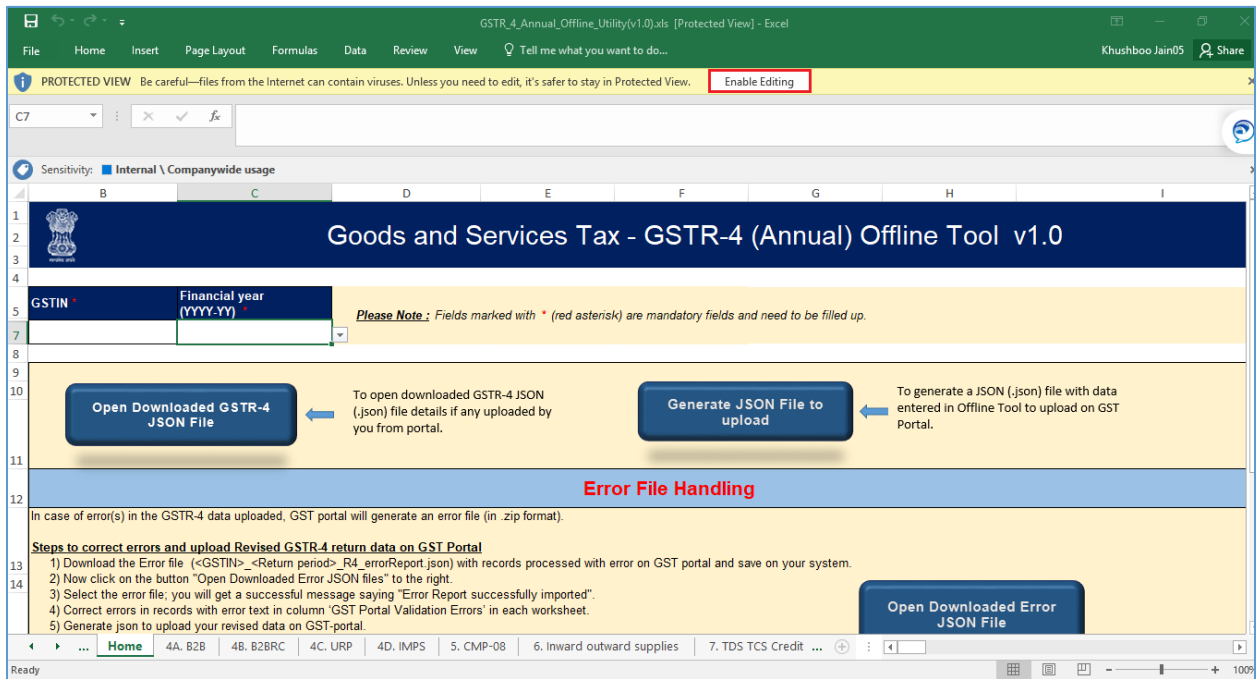 GSTR_4_Annual_Offline_Utility(v1.0).xls [Protected View] - Excel
File Home Insert Page Layout Formulas Data Review View Tell me what you want to do... Khushboo Jain05 Share
PROTECTED VIEW Be careful—files from the Internet can contain viruses. Unless you need to edit, it's safer to stay in Protected View. Enable Editing
C7 fx
Sensitivity: Internal \ Companywide usage
B C D E F G H I
1
2 Goods and Services Tax - GSTR-4 (Annual) Offline Tool v1.0
3
4
5 GSTIN * Financial year (YYYY-YY) * Please Note : Fields marked with * (red asterisk) are mandatory fields and need to be filled up.
7
8
9
10
Open Downloaded GSTR-4
JSON File
To open downloaded GSTR-4 JSON
(.json) file details if any uploaded by
you from portal.
Generate JSON File to
upload
To generate a JSON (.json) file with data
entered in Offline Tool to upload on GST
Portal.
11
12 Error File Handling
In case of error(s) in the GSTR-4 data uploaded, GST portal will generate an error file (in .zip format).
Steps to correct errors and upload Revised GSTR-4 return data on GST Portal
13 1) Download the Error file (<GSTIN>_<Return period>_R4_errorReport.json) with records processed with error on GST portal and save on your system.
14 2) Now click on the button "Open Downloaded Error JSON files" to the right.
3) Select the error file; you will get a successful message saying "Error Report successfully imported".
4) Correct errors in records with error text in column ‘GST Portal Validation Errors’ in each worksheet.
5) Generate json to upload your revised data on GST-portal.
Open Downloaded Error
JSON File
... Home 4A. B2B 4B. B2BRC 4C. URP 4D. IMPS 5. CMP-08 6. Inward outward supplies 7. TDS TCS Credit ...
Ready 100%